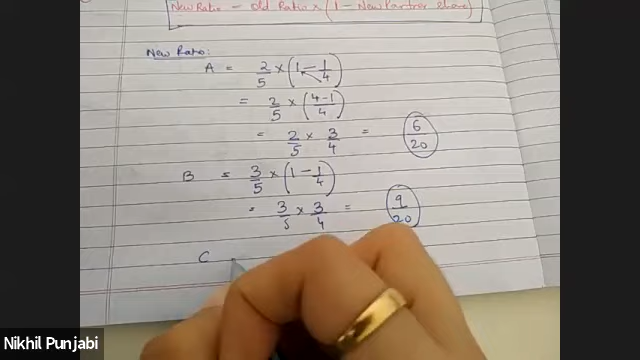 New Ratio = Old Ratio × (1 - New Partner Share)
New Ratio:
A = 2/5 × (1 - 1/4)
= 2/5 × (4-1/4)
= 2/5 × 3/4 = 6/20
B = 3/5 × (1 - 1/4)
= 3/5 × 3/4 = 9/20
C
Nikhil Punjabi